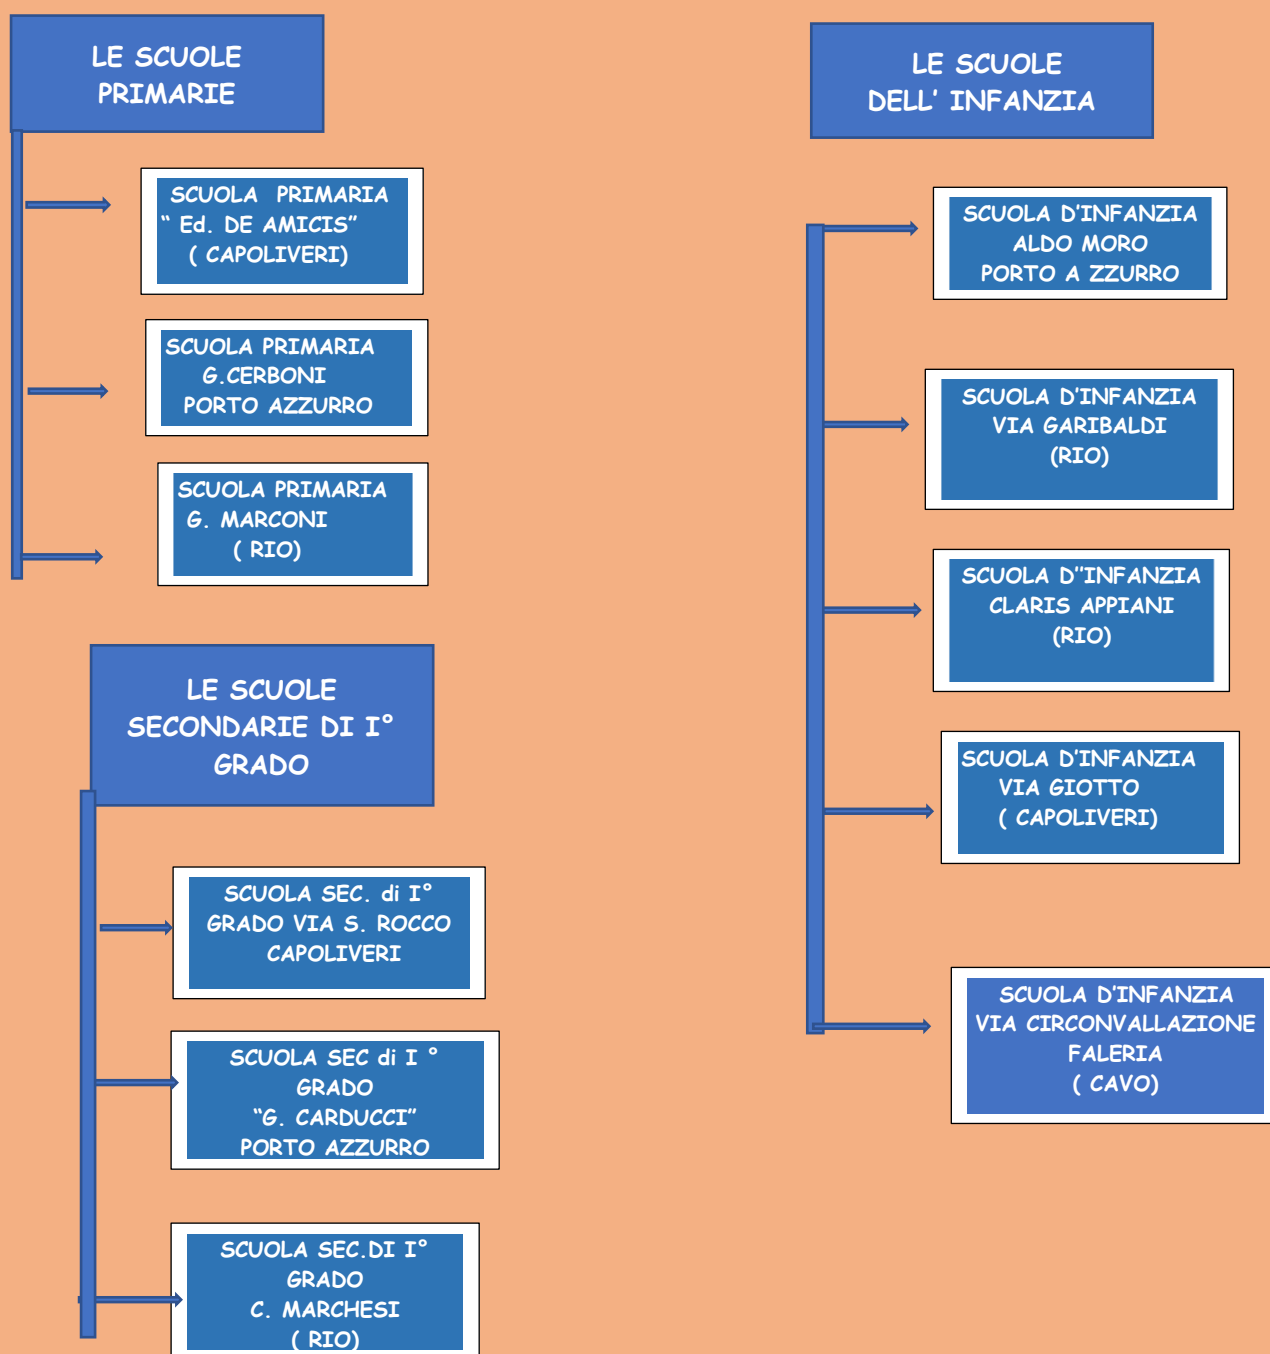 LE SCUOLE
PRIMARIE
SCUOLA PRIMARIA
“ Ed. DE AMICIS”
( CAPOLIVERI)
SCUOLA PRIMARIA
G.CERBONI
PORTO AZZURRO
SCUOLA PRIMARIA
G. MARCONI
( RIO)
LE SCUOLE
SECONDARIE DI I°
GRADO
SCUOLA SEC. di I°
GRADO VIA S. ROCCO
CAPOLIVERI
SCUOLA SEC di I °
GRADO
“G. CARDUCCI”
PORTO AZZURRO
SCUOLA SEC.DI I°
GRADO
C. MARCHESI
( RIO)
LE SCUOLE
DELL’ INFANZIA
SCUOLA D’INFANZIA
ALDO MORO
PORTO A ZZURRO
SCUOLA D’INFANZIA
VIA GARIBALDI
(RIO)
SCUOLA D’’INFANZIA
CLARIS APPIANI
(RIO)
SCUOLA D’INFANZIA
VIA GIOTTO
( CAPOLIVERI)
SCUOLA D’INFANZIA
VIA CIRCONVALLAZIONE
FALERIA
( CAVO)